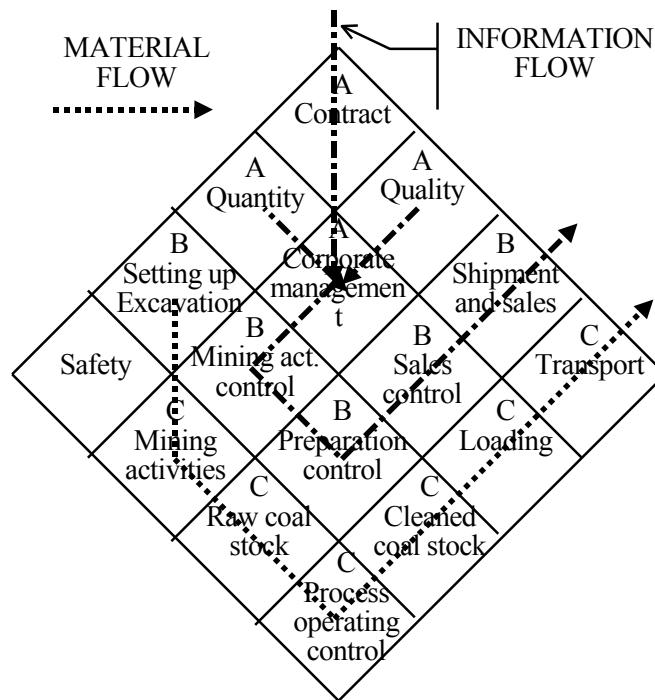 MATERIAL
FLOW
INFORMATION
FLOW
A
Contract
A
Quantity
A
Quality
B
Setting up
Excavation
A
Corporate
managemen
t
B
Shipment
and sales
Safety
B
Mining act.
control
B
Sales
control
C
Transport
C
Mining
activities
B
Preparation
control
C
Loading
C
Raw coal
stock
C
Cleaned
coal stock
C
Process
operating
control